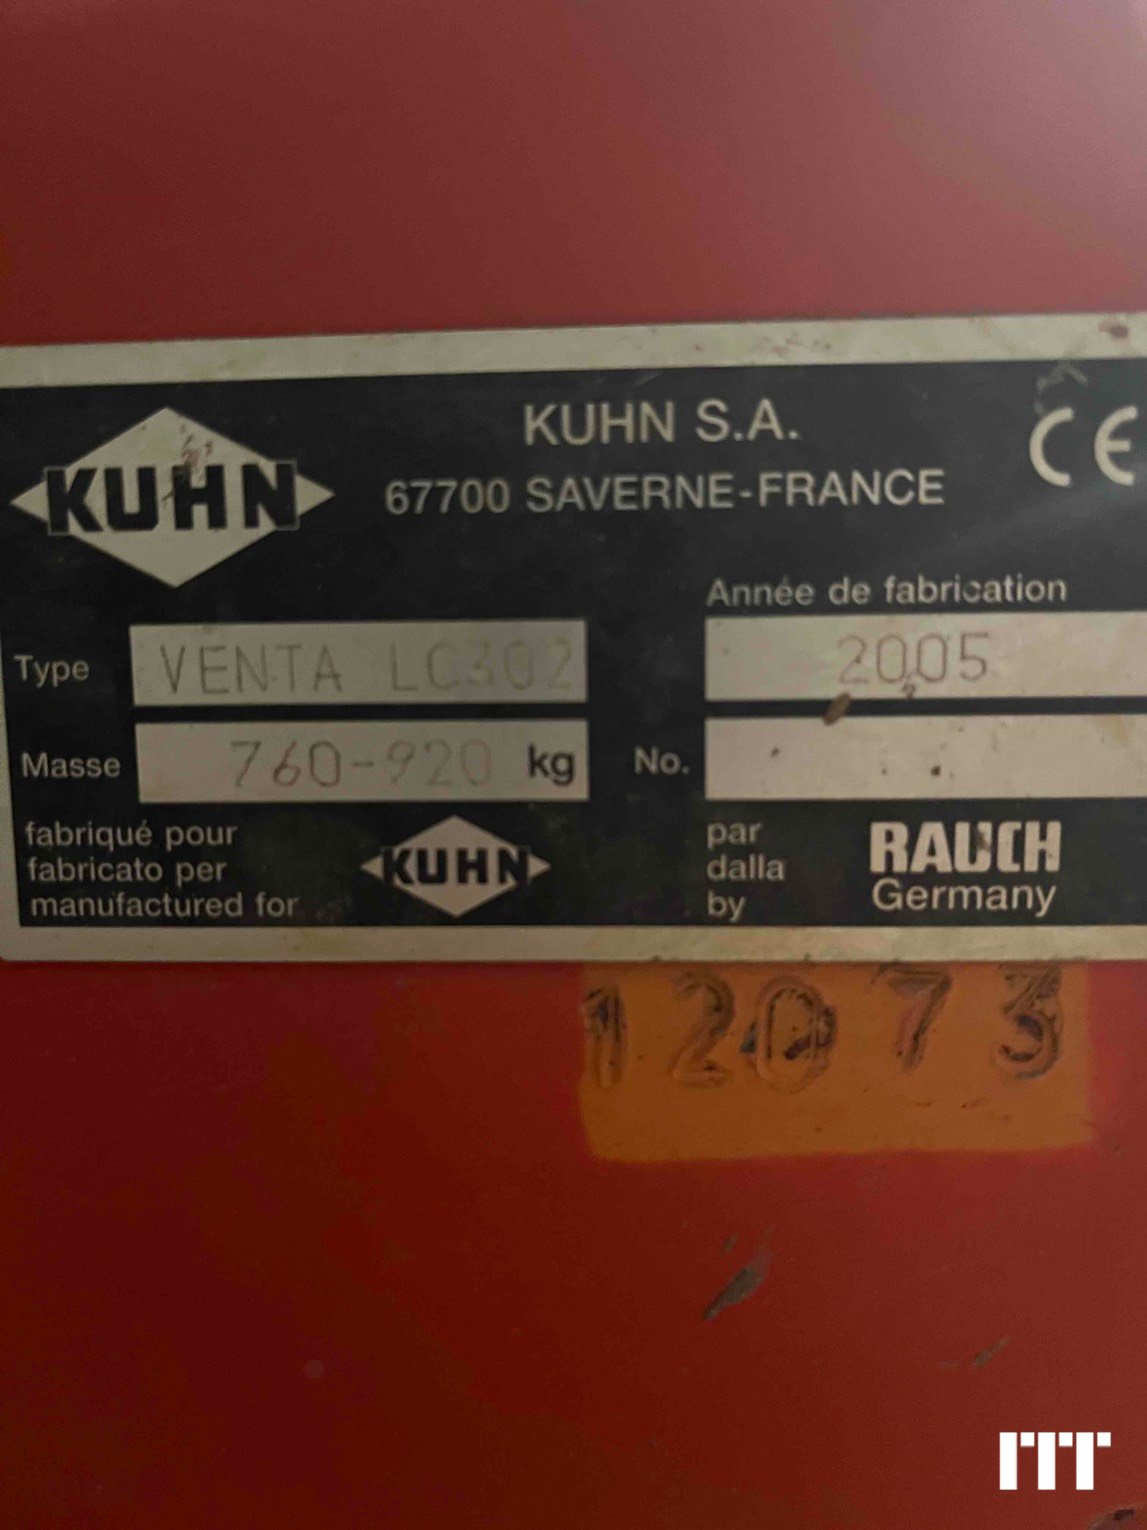 KUHN
KUHN S.A.
67700 SAVERNE-FRANCE
CE
Année de fabrication
Type VENTA LC302 2005
Masse 760-920 kg No.
fabriqué pour
fabricato per
manufactured for
KUHN
par
dalla
by
RAUCH
Germany
12073